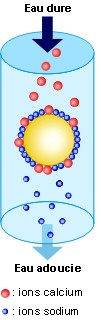 Eau dure
Eau adoucie
: ions calcium
: ions sodium